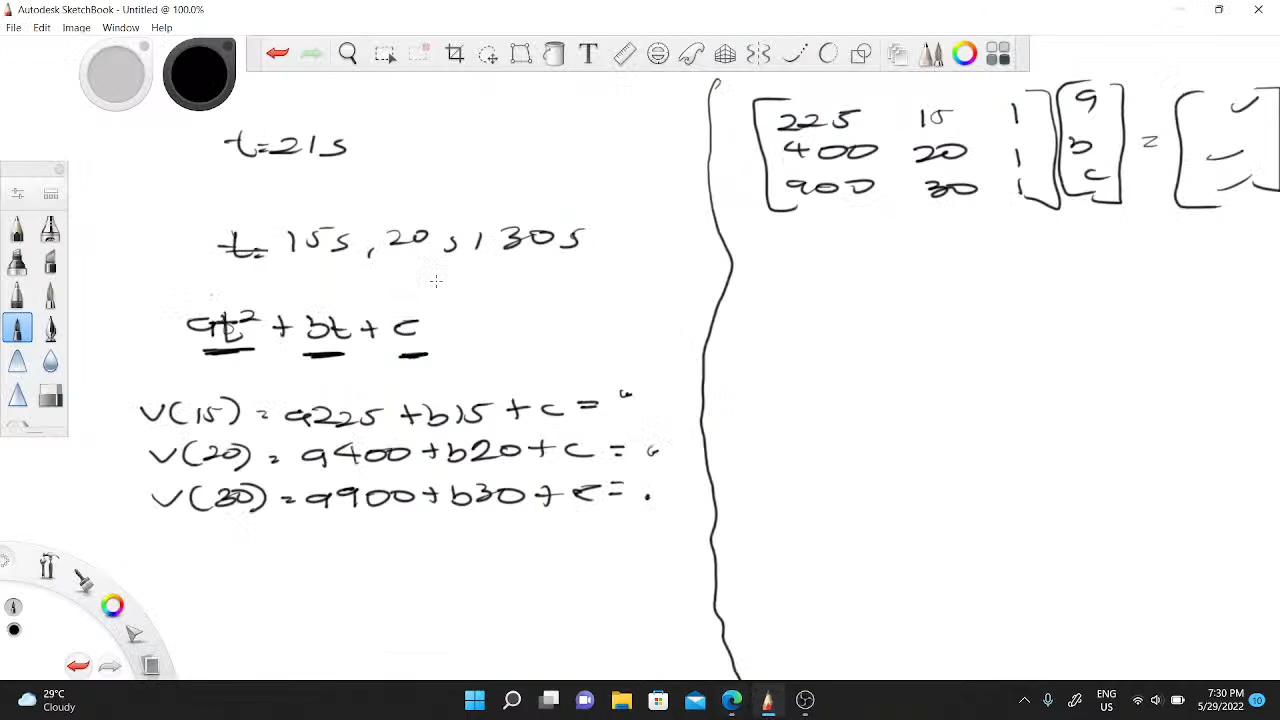 Autodesk SketchBook - Untitled @ 100.0%
File Edit Image Window Help
t=21s
t= 15s, 20s, 30s
at² + bt + c
v(15) = a225 + b15 + c =
v(20) = a400 + b20 + c =
v(30) = a900 + b30 + c = .
[225 15 1] [a] = [✓]
[400 20 1] [b] [✓]
[900 30 1] [c] [✓]
29°C
Cloudy
ENG
US
7:30 PM
5/29/2022
10